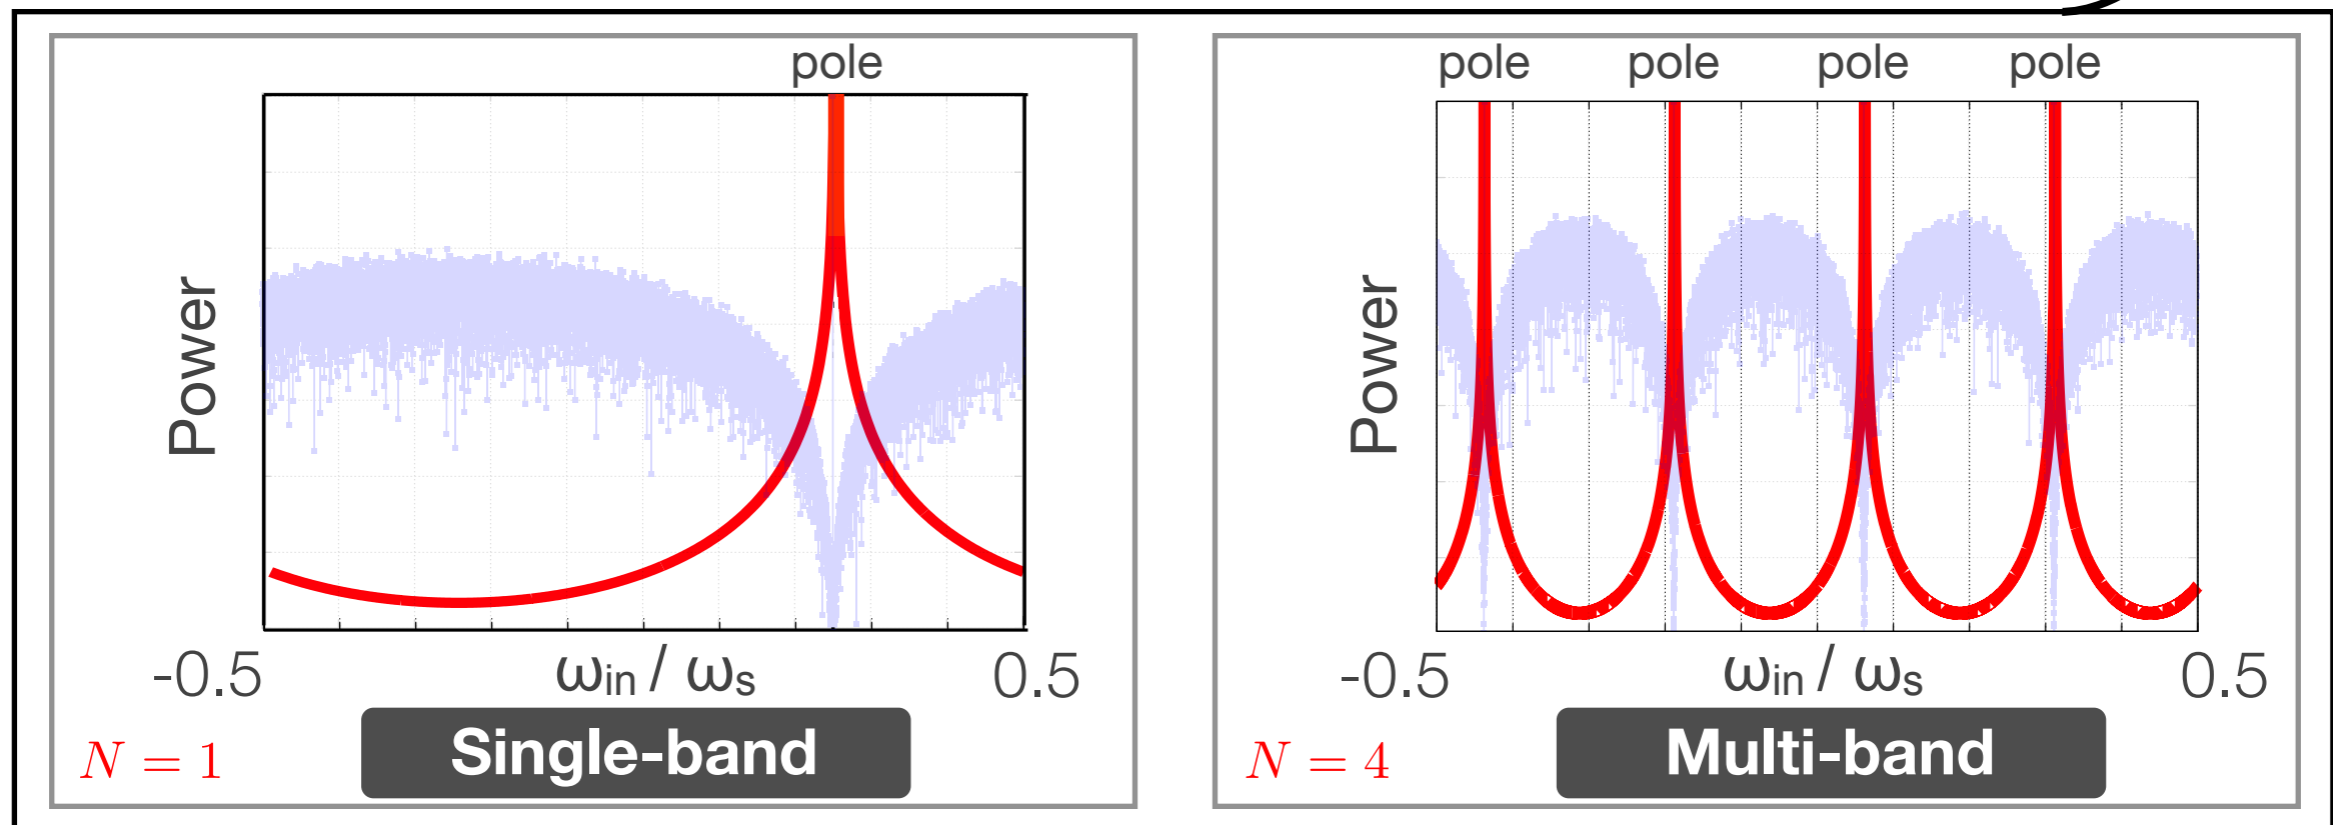 pole
Power
-0.5 ωin / ωs 0.5
N = 1
Single-band
pole pole pole pole
Power
-0.5 ωin / ωs 0.5
N = 4
Multi-band